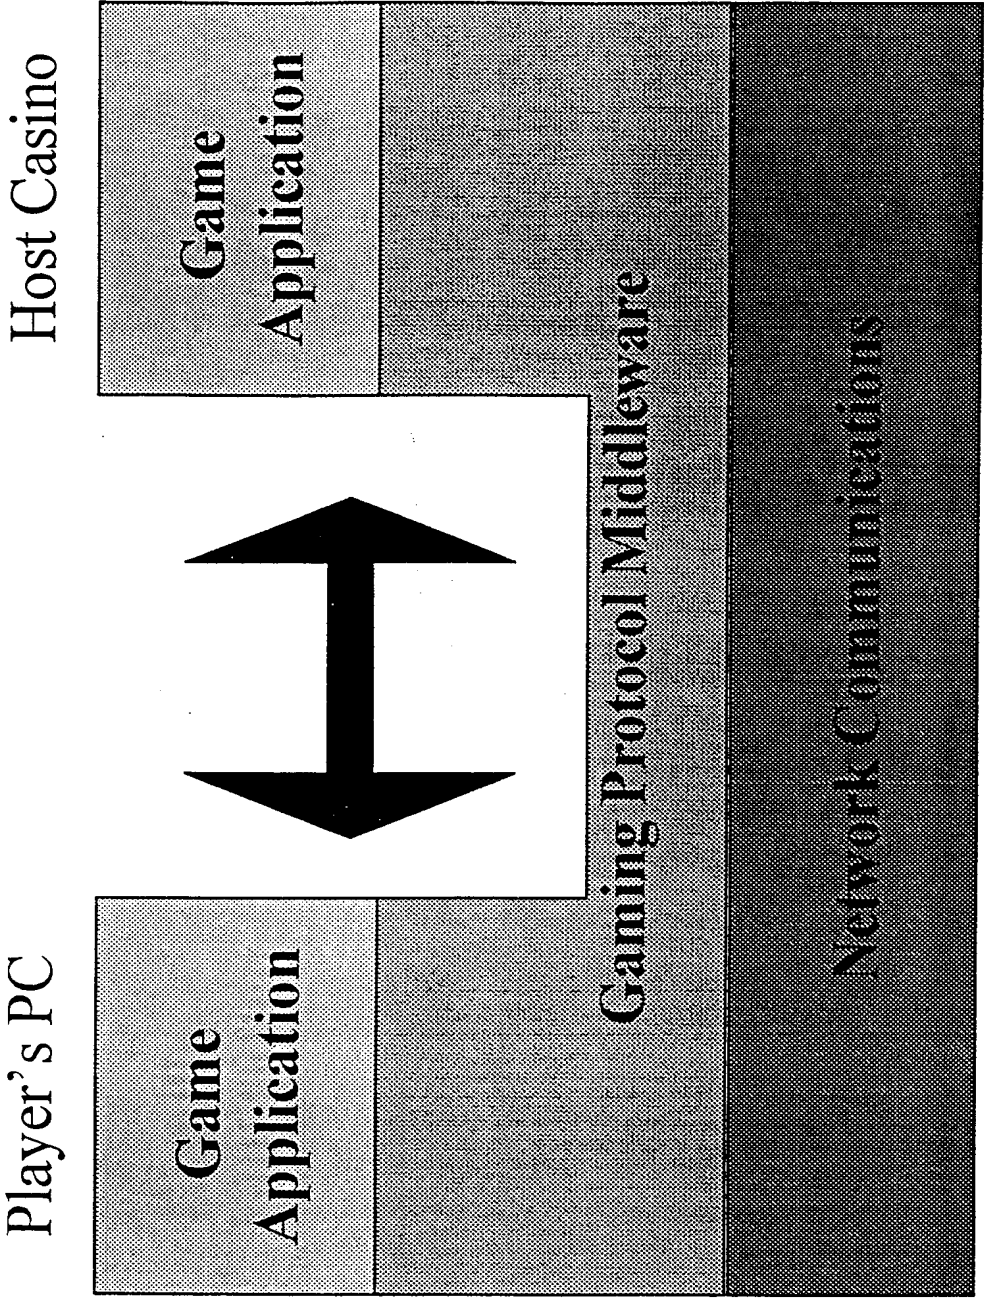 Player's PC
Host Casino
Game
Application
Game
Application
Gaming Protocol Middleware
Network Communications